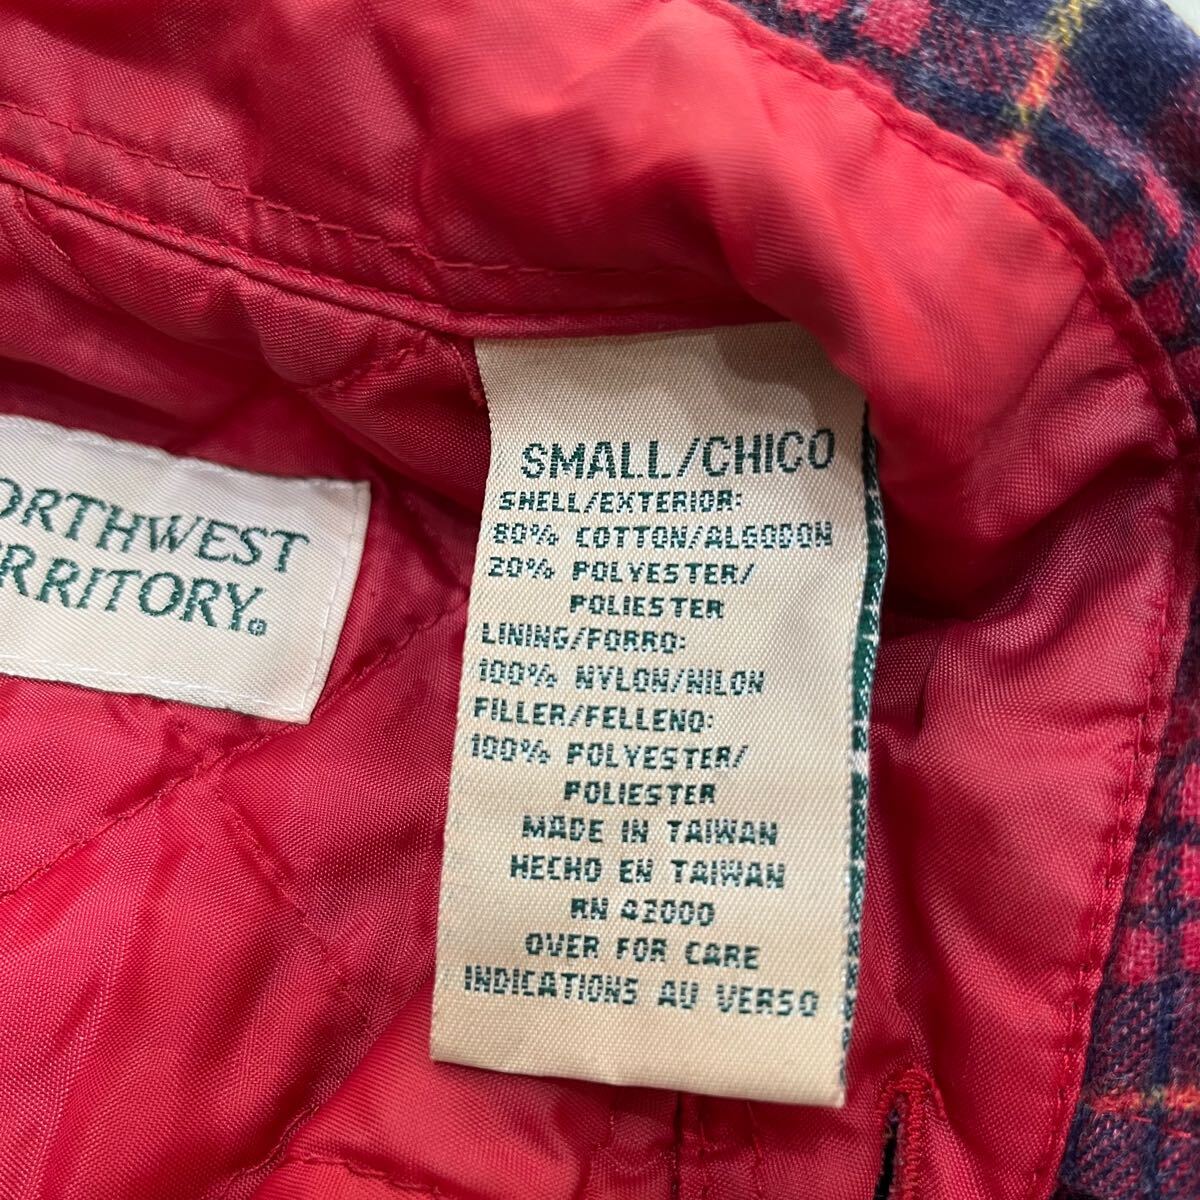 ORTHWEST
RRITORY®
SMALL/CHICO
SHELL/EXTERIOR:
80% COTTON/ALGODON
20% POLYESTER/
POLIESTER
LINING/FORRO:
100% NYLON/NILON
FILLER/FELLENO:
100% POLYESTER/
POLIESTER
MADE IN TAIWAN
HECHO EN TAIWAN
RN 43000
OVER FOR CARE
INDICATIONS AU VERSO